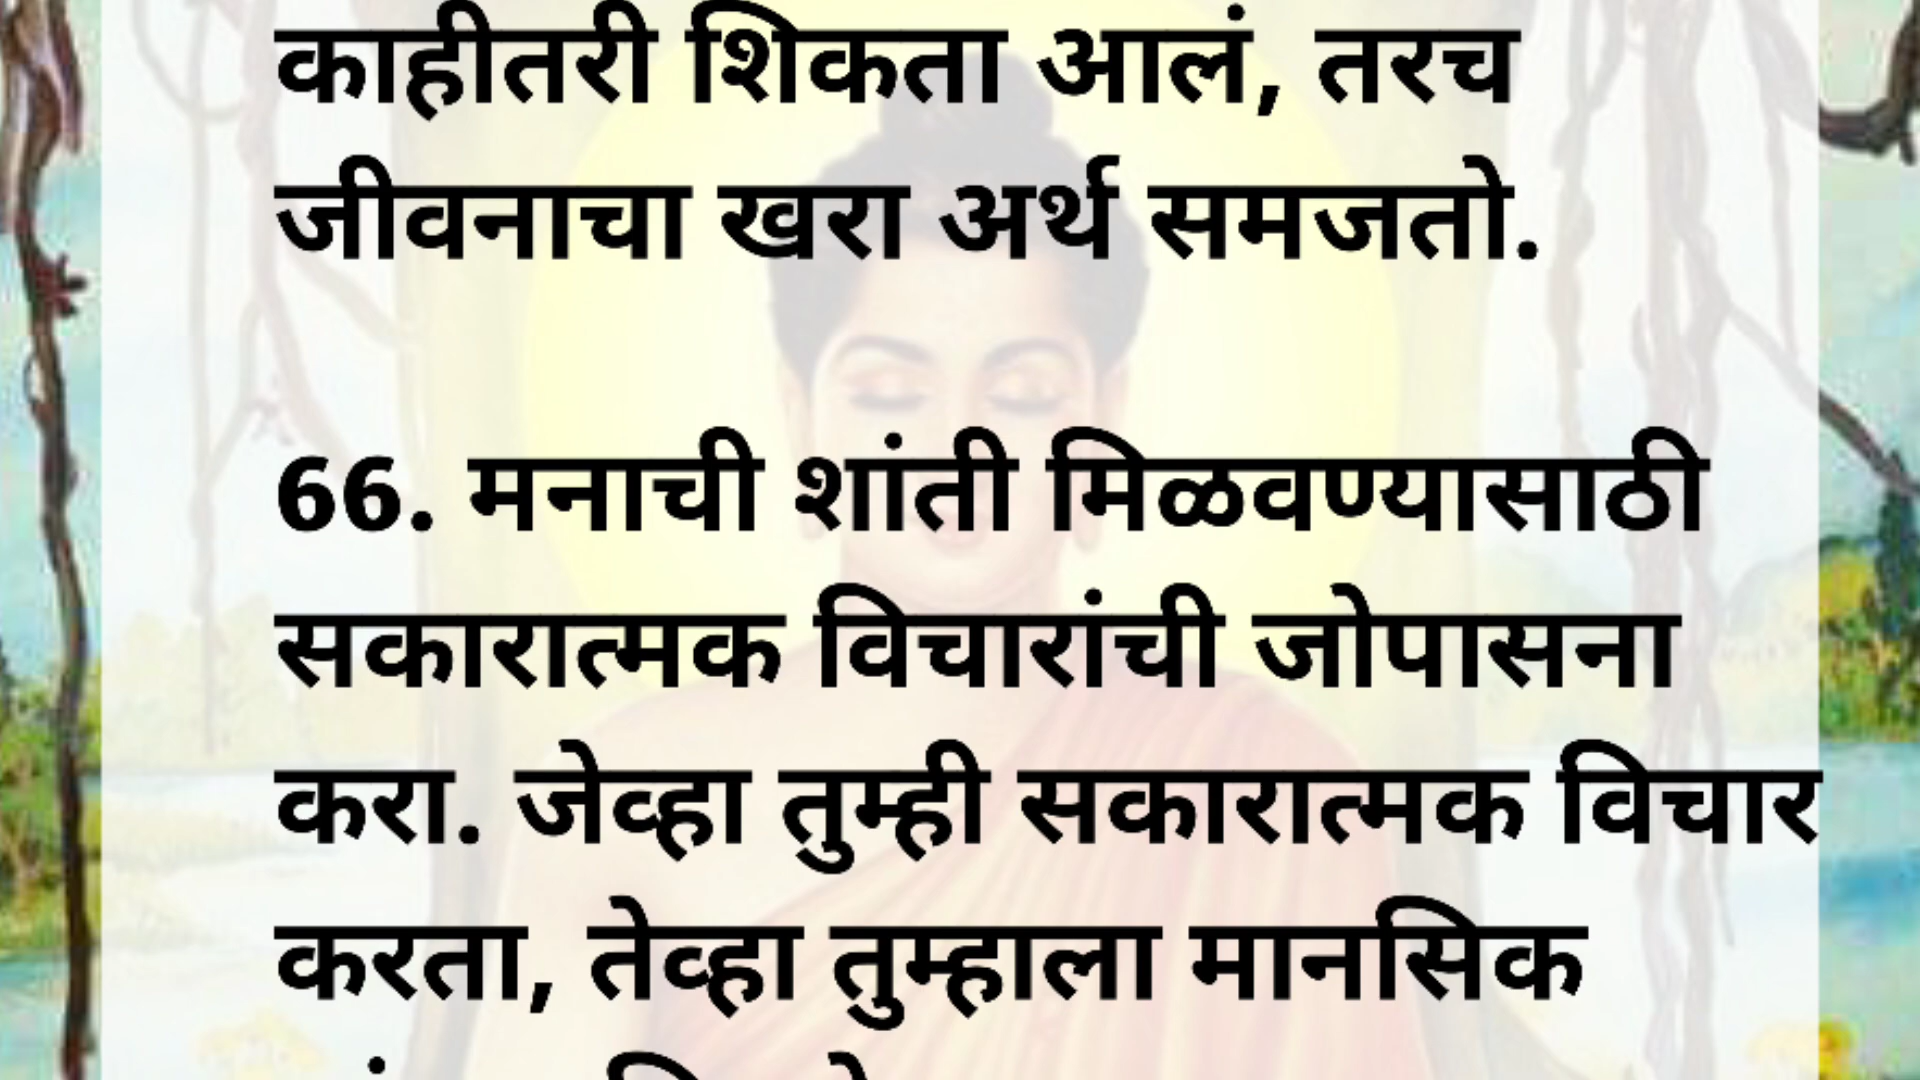 काहीतरी शिकता आलं, तरच
जीवनाचा खरा अर्थ समजतो.
66. मनाची शांती मिळवण्यासाठी
सकारात्मक विचारांची जोपासना
करा. जेव्हा तुम्ही सकारात्मक विचार
करता, तेव्हा तुम्हाला मानसिक